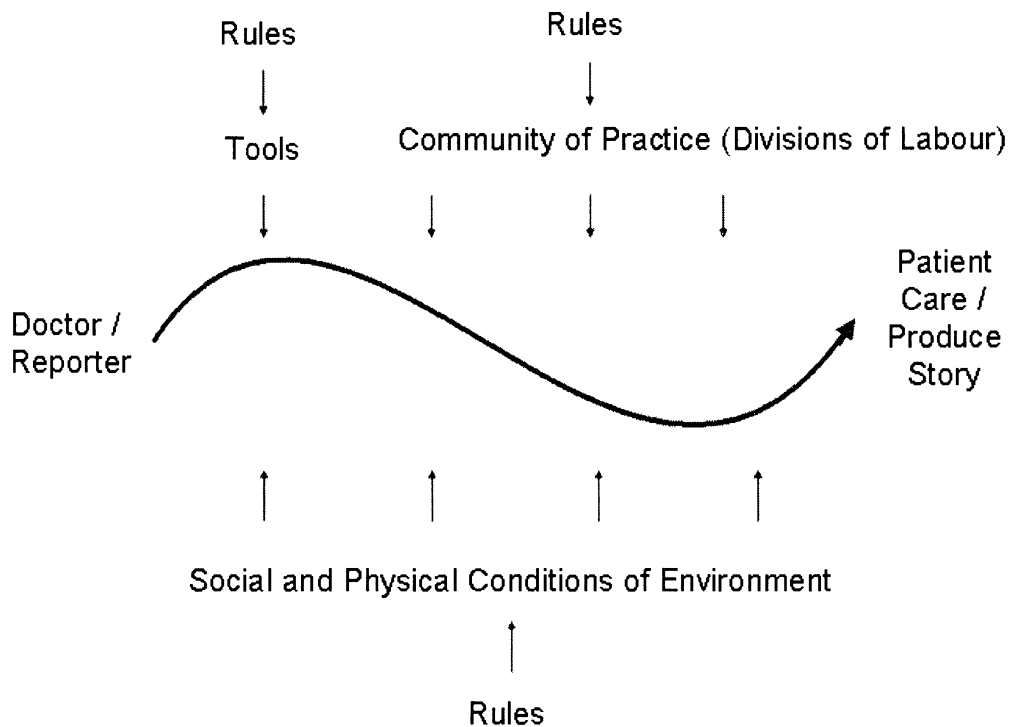 Rules
Rules
Tools
Community of Practice (Divisions of Labour)
Doctor /
Reporter
Patient
Care /
Produce
Story
Social and Physical Conditions of Environment
Rules